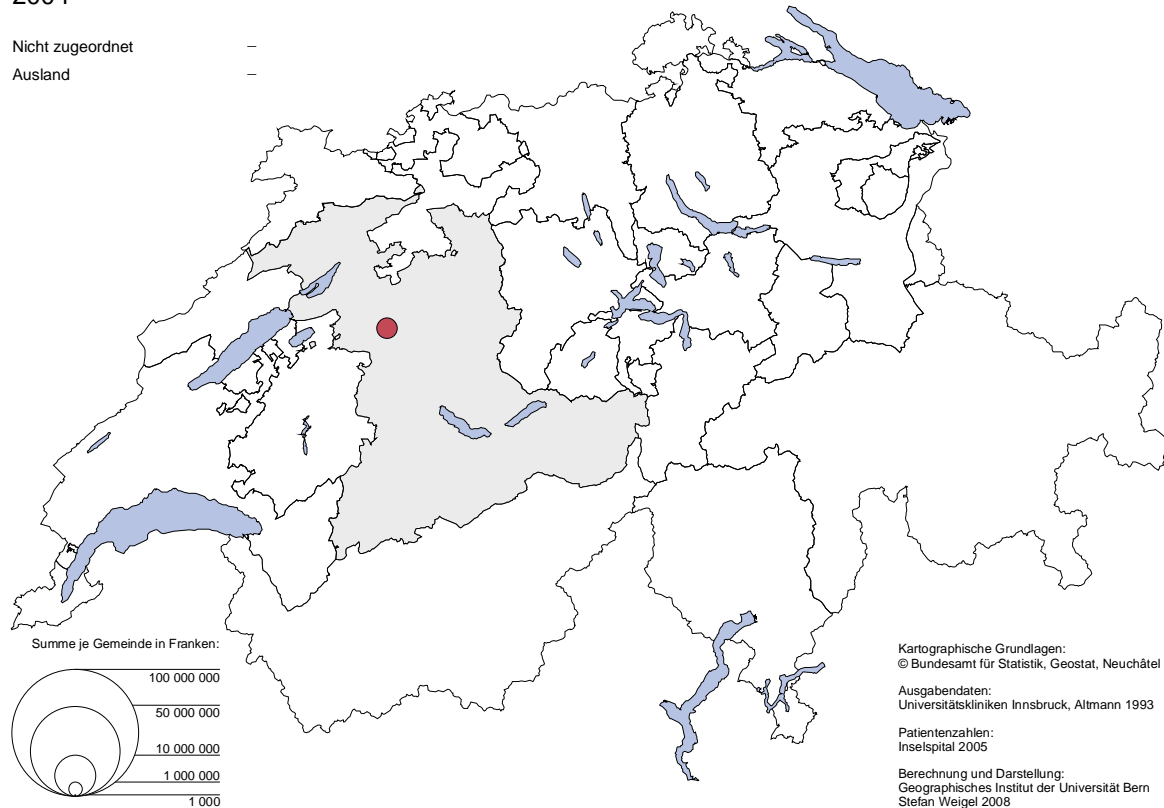 Nicht zugeordnet –
Ausland –
Summe je Gemeinde in Franken:
100 000 000
50 000 000
10 000 000
1 000 000
1 000
Kartographische Grundlagen:
© Bundesamt für Statistik, Geostat, Neuchâtel
Ausgabendaten:
Universitätskliniken Innsbruck, Altmann 1993
Patientenzahlen:
Inselspital 2005
Berechnung und Darstellung:
Geographisches Institut der Universität Bern
Stefan Weigel 2008